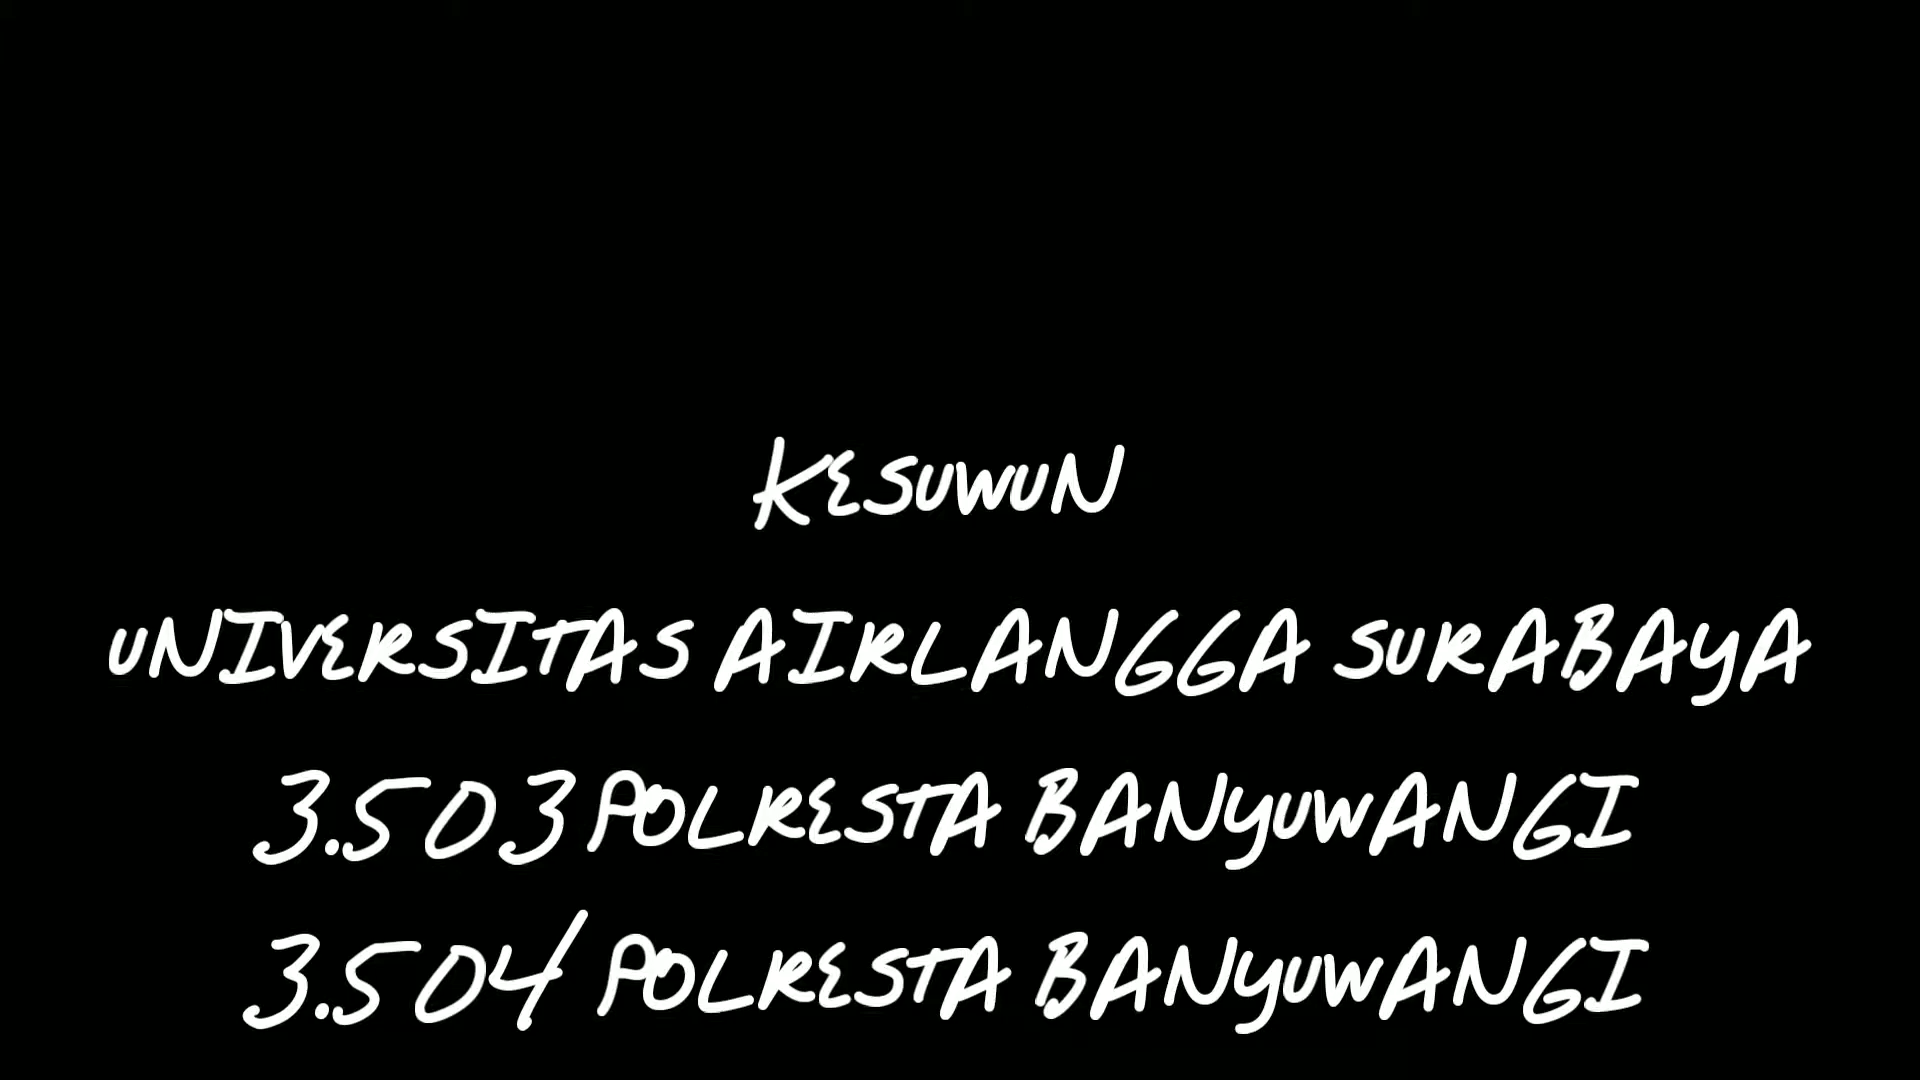 KESUWUN
UNIVERSITAS AIRLANGGA SURABAYA
3.503 POLRESTA BANYUWANGI
3.504 POLRESTA BANYUWANGI